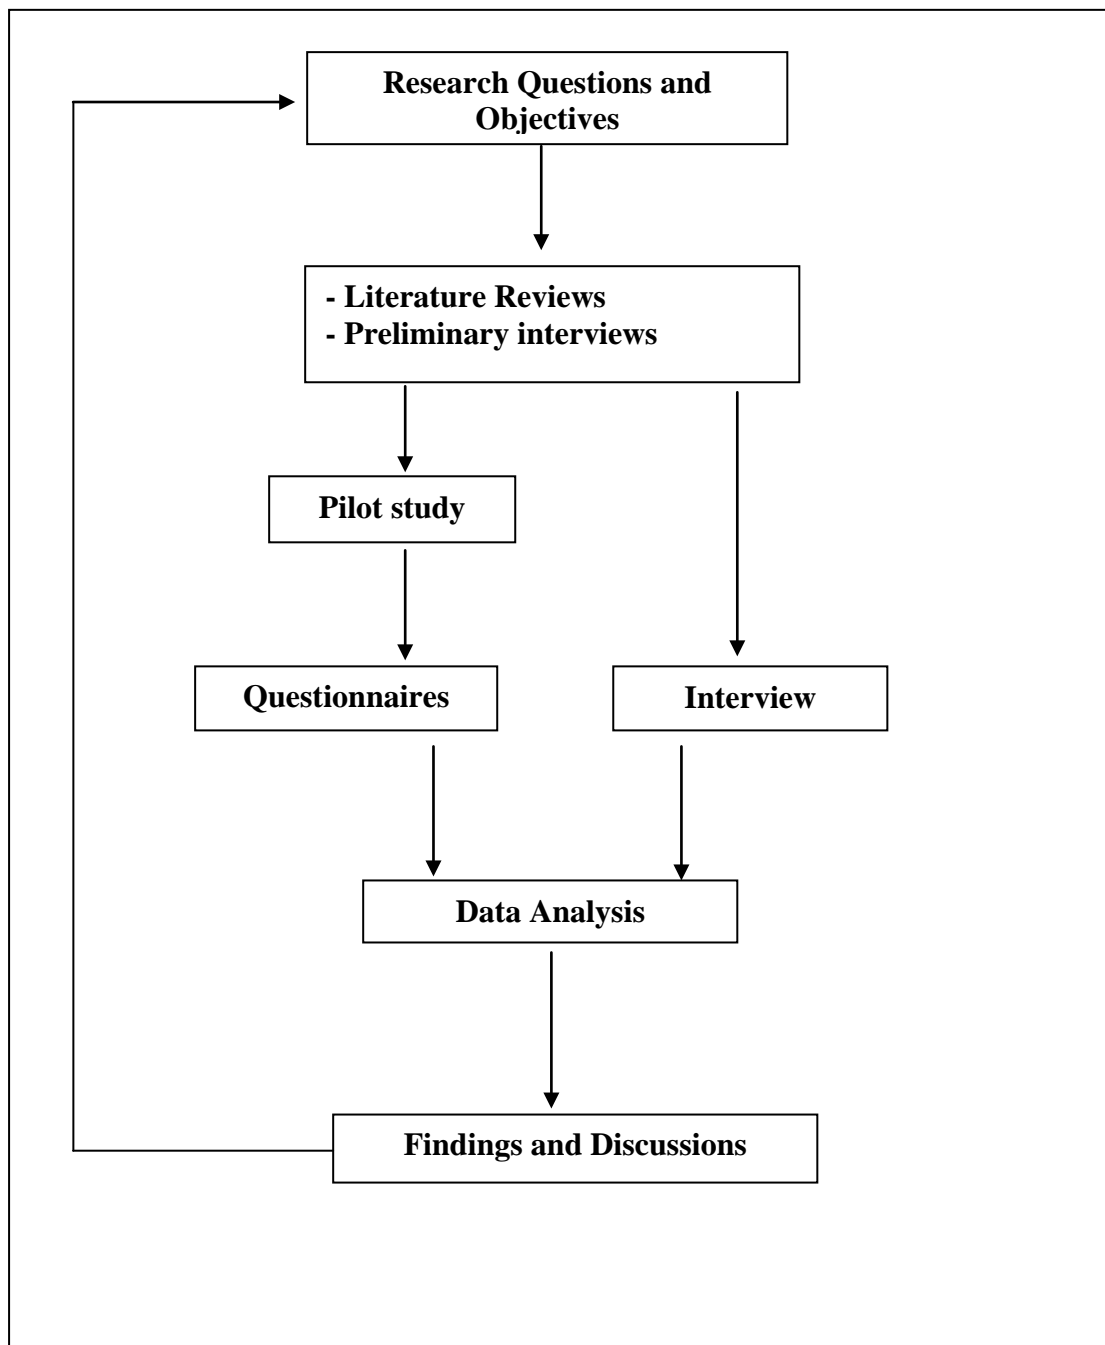 Research Questions and
Objectives
- Literature Reviews
- Preliminary interviews
Pilot study
Questionnaires
Interview
Data Analysis
Findings and Discussions